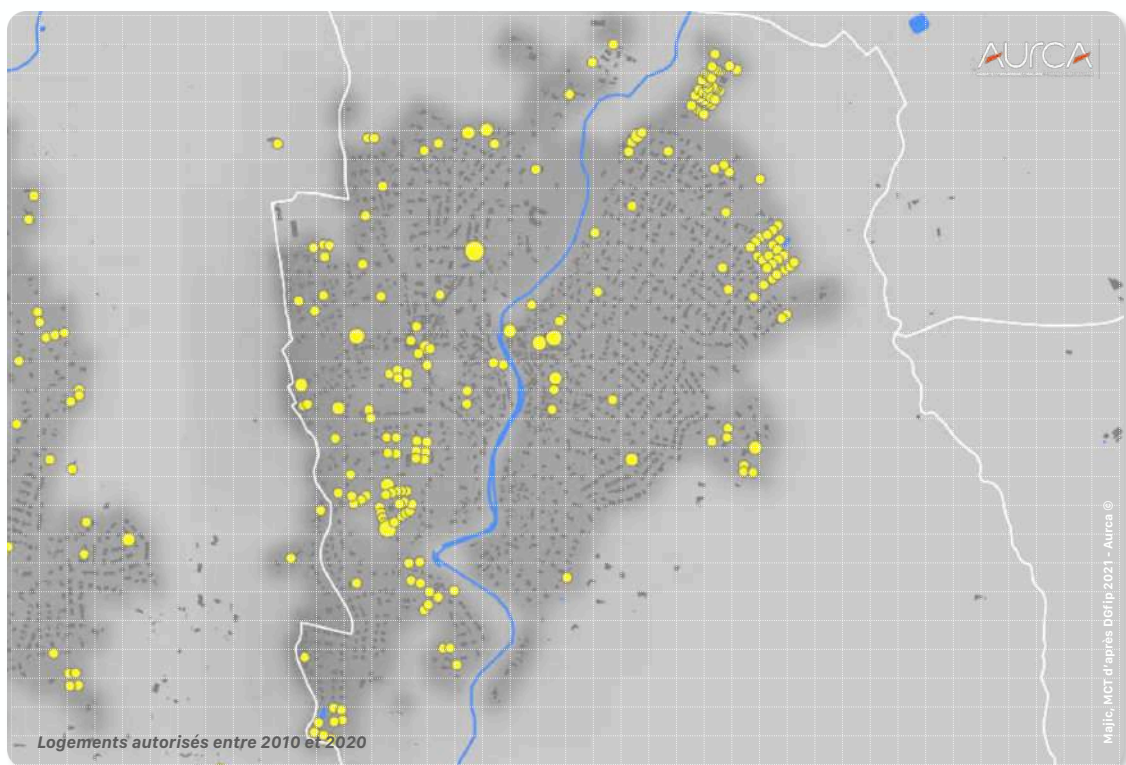 AURCA
Majic, MCT d'après DGfip 2021 - Aurca ©
Logements autorisés entre 2010 et 2020